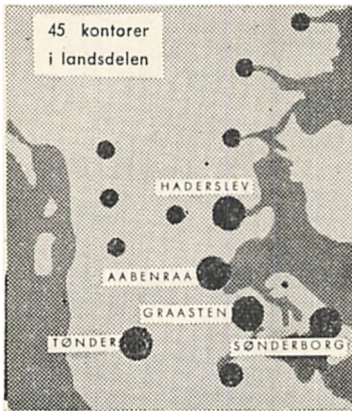 45 kontorer
i landsdelen
HADERSLEV
AABENRAA
GRAASTEN
TØNDER
SØNDERBORG